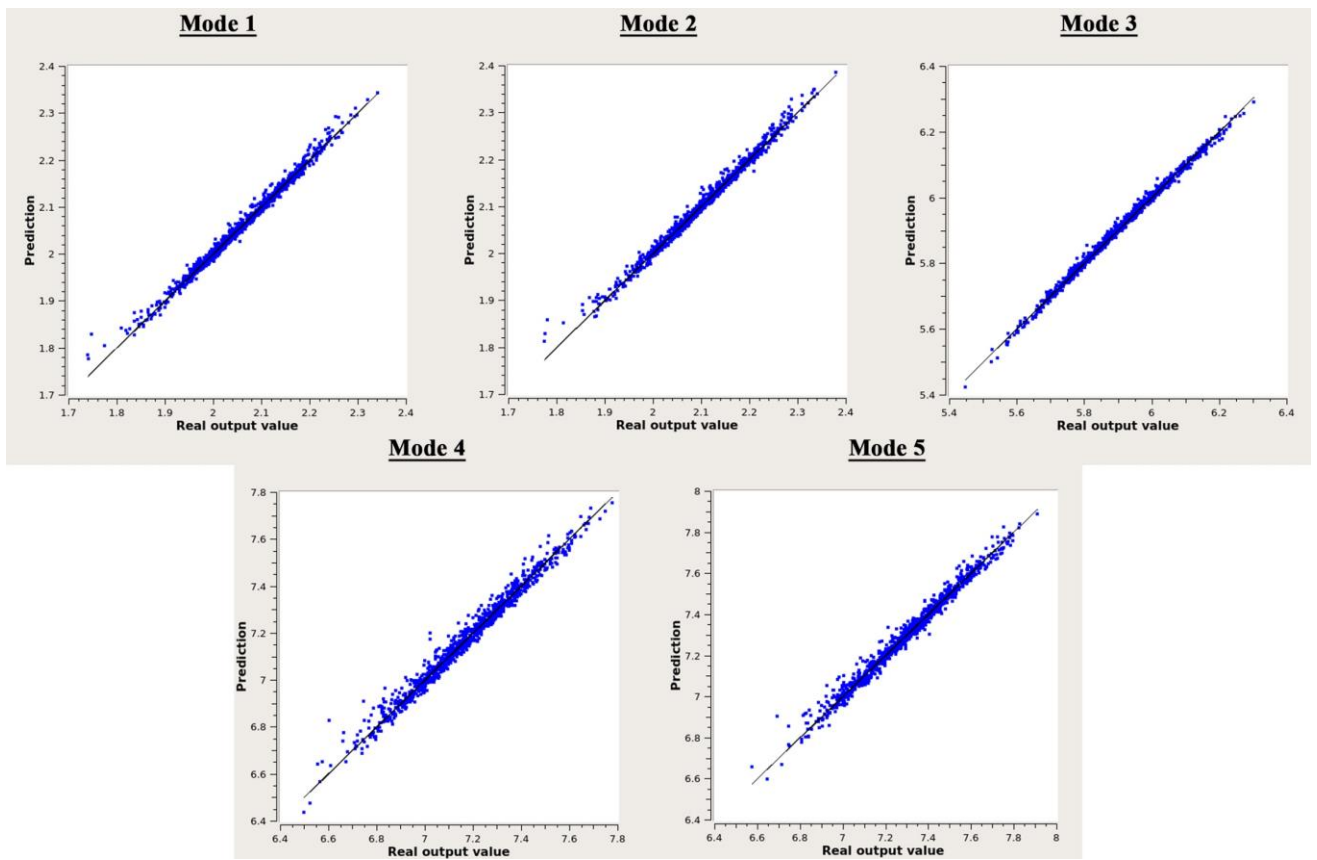 Mode 1
Mode 2
Mode 3
2.4
2.3
2.2
2.1
2
1.9
1.8
1.7
Prediction
1.7 1.8 1.9 2 2.1 2.2 2.3 2.4
Real output value
2.4
2.3
2.2
2.1
2
1.9
1.8
1.7
Prediction
1.7 1.8 1.9 2 2.1 2.2 2.3 2.4
Real output value
6.4
6.2
6
5.8
5.6
5.4
Prediction
5.4 5.6 5.8 6 6.2 6.4
Real output value
Mode 4
Mode 5
7.8
7.6
7.4
7.2
7
6.8
6.6
6.4
Prediction
6.4 6.6 6.8 7 7.2 7.4 7.6 7.8
Real output value
8
7.8
7.6
7.4
7.2
7
6.8
6.6
6.4
Prediction
6.4 6.6 6.8 7 7.2 7.4 7.6 7.8 8
Real output value